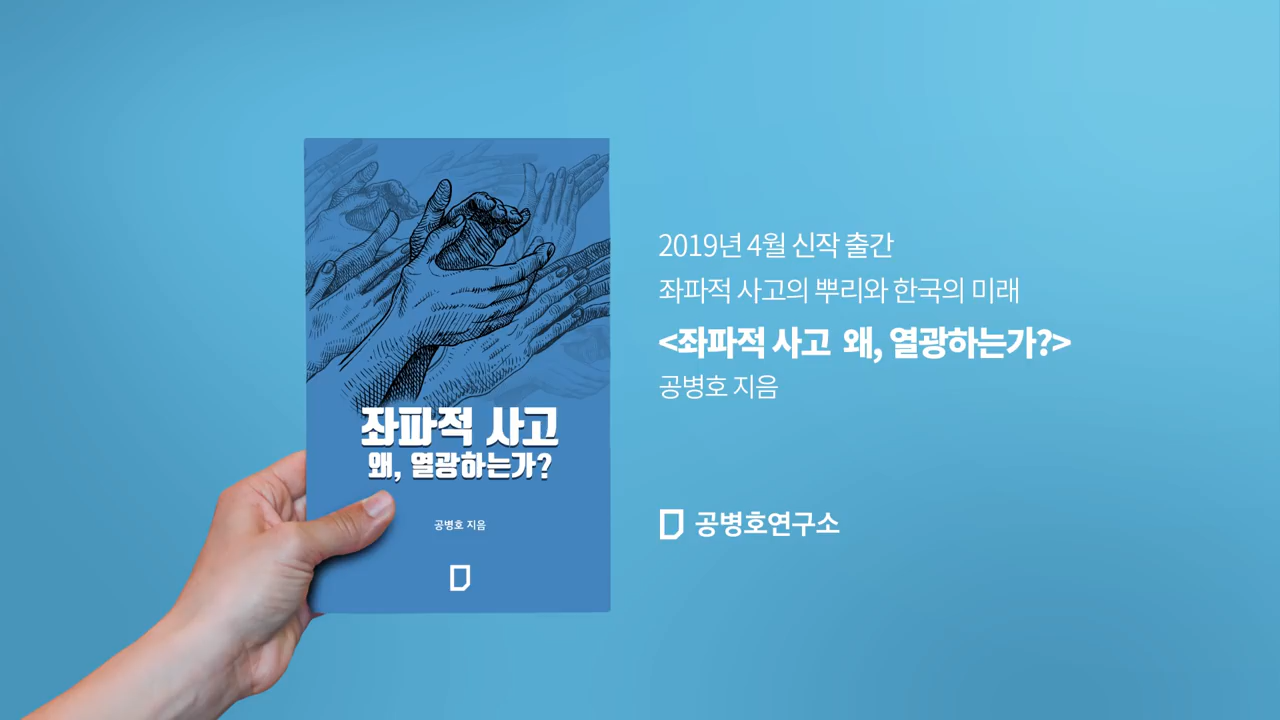 좌파적 사고
왜, 열광하는가?
공병호 지음
2019년 4월 신작 출간
좌파적 사고의 뿌리와 한국의 미래
<좌파적 사고 왜, 열광하는가?>
공병호 지음
공병호연구소